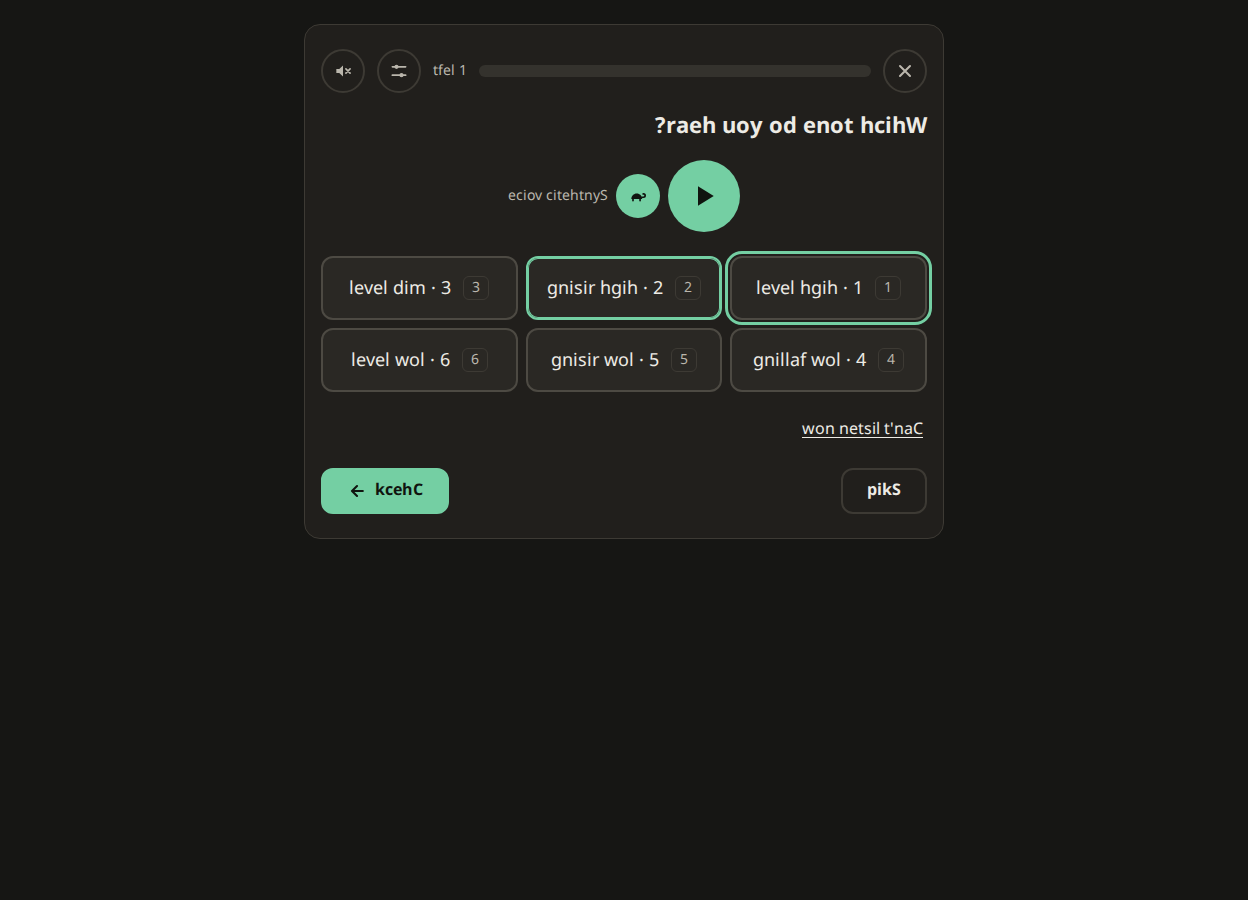 tfel 1
?raeh uoy od enot hcihW
eciov citehtnyS
level hgih · 1 1
gnisir hgih · 2 2
level dim · 3 3
gnillaf wol · 4 4
gnisir wol · 5 5
level wol · 6 6
won netsil t'naC
pikS
kcehC